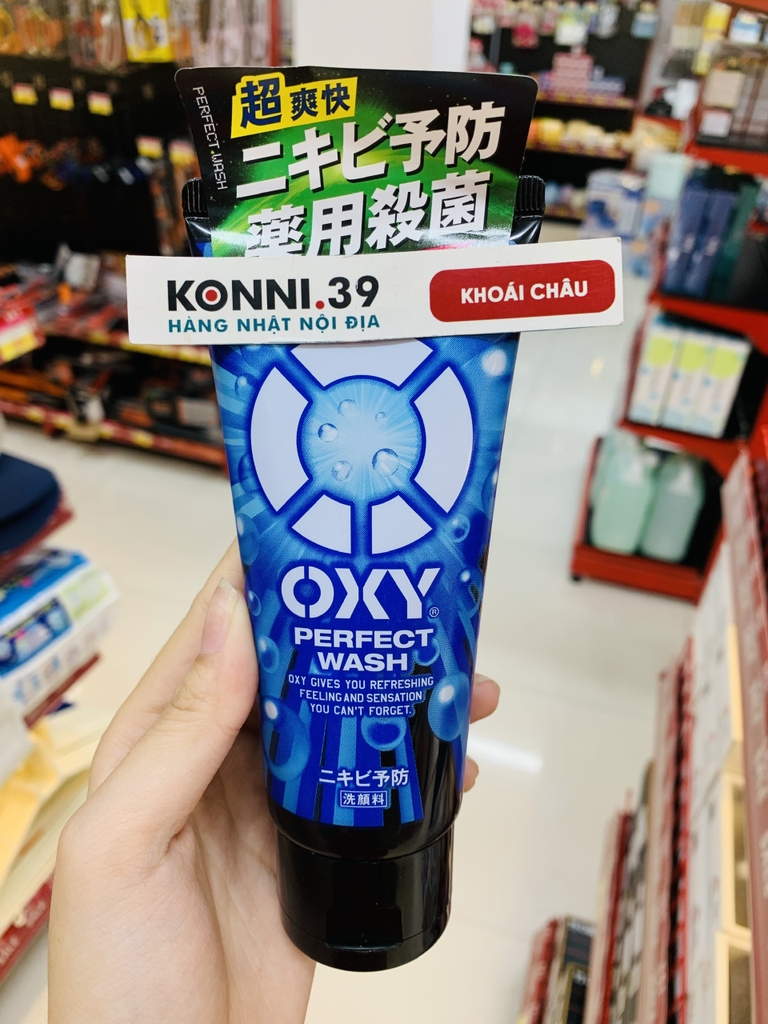 PERFECT WASH
超爽快
ニキビ予防
薬用殺菌
KONNI.39
HÀNG NHẬT NỘI ĐỊA
KHOÁI CHÂU
OXY®
PERFECT
WASH
OXY GIVES YOU REFRESHING
FEELING AND SENSATION
YOU CAN'T FORGET.
ニキビ予防
洗顔料